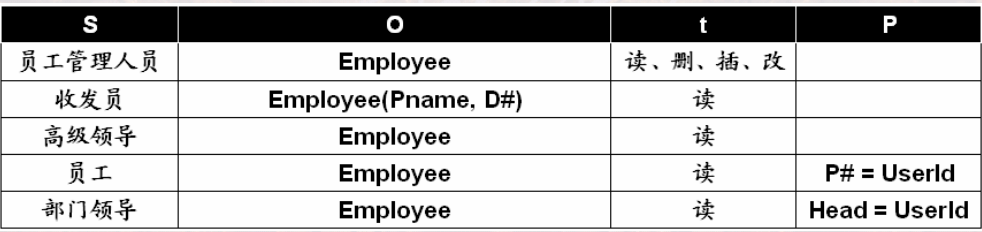 S O t P
员工管理人员 Employee 读、删、插、改
收发员 Employee(Pname, D#) 读
高级领导 Employee 读
员工 Employee 读 P# = UserId
部门领导 Employee 读 Head = UserId